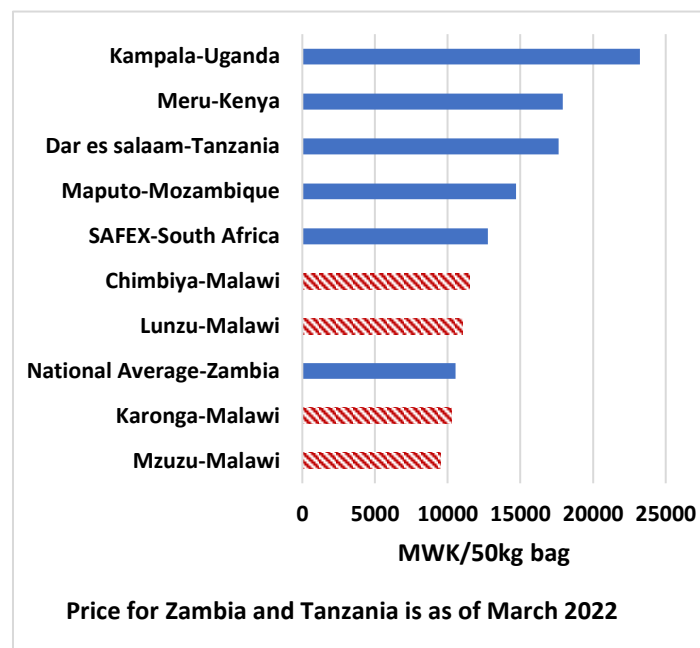 Kampala-Uganda
Meru-Kenya
Dar es salaam-Tanzania
Maputo-Mozambique
SAFEX-South Africa
Chimbiya-Malawi
Lunzu-Malawi
National Average-Zambia
Karonga-Malawi
Mzuzu-Malawi
0 5000 10000 15000 20000 25000
MWK/50kg bag
Price for Zambia and Tanzania is as of March 2022